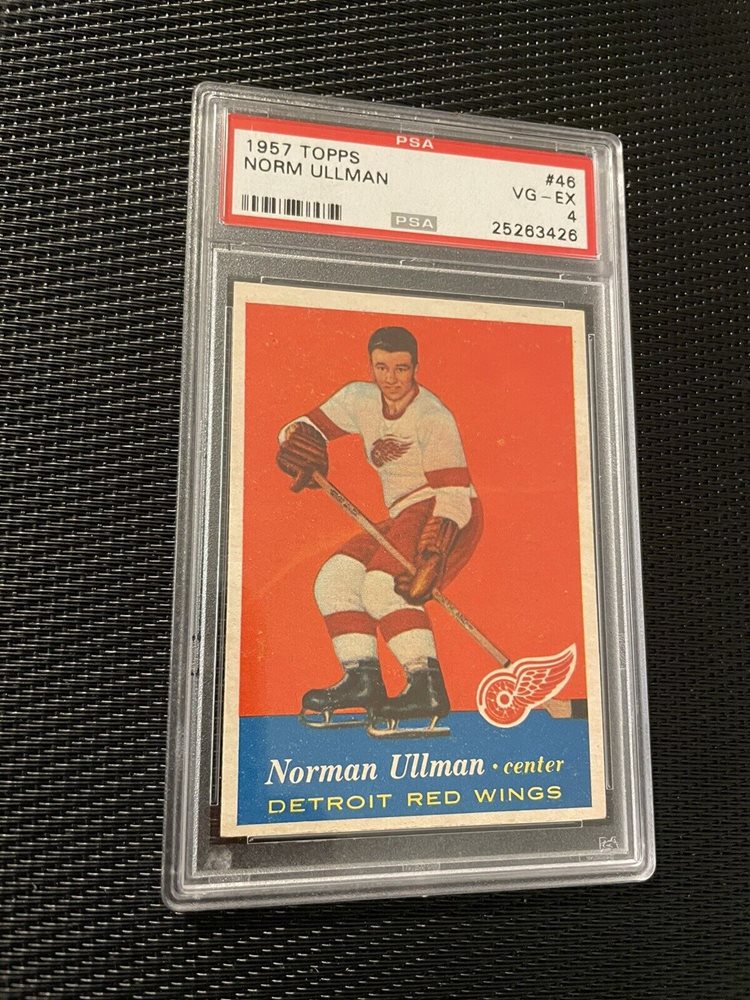 PSA
1957 TOPPS #46
NORM ULLMAN VG-EX
4
PSA 25263426
Norman Ullman • center
DETROIT RED WINGS